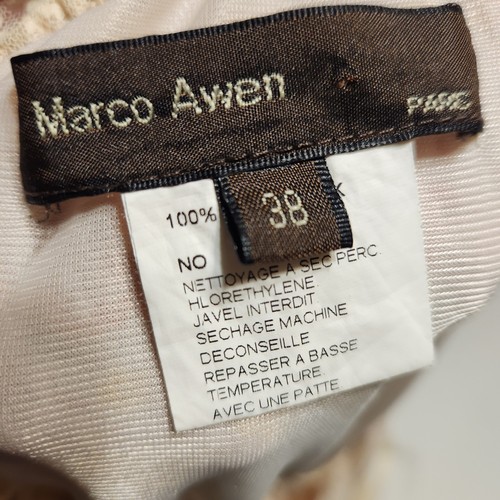 Marco Awen
PARIS
38
100%
NO
NETTOYAGE A SEC PERC.
HLORETHYLENE
JAVEL INTERDIT
SECHAGE MACHINE
DECONSEILLE
REPASSER A BASSE
TEMPERATURE.
AVEC UNE PATTE